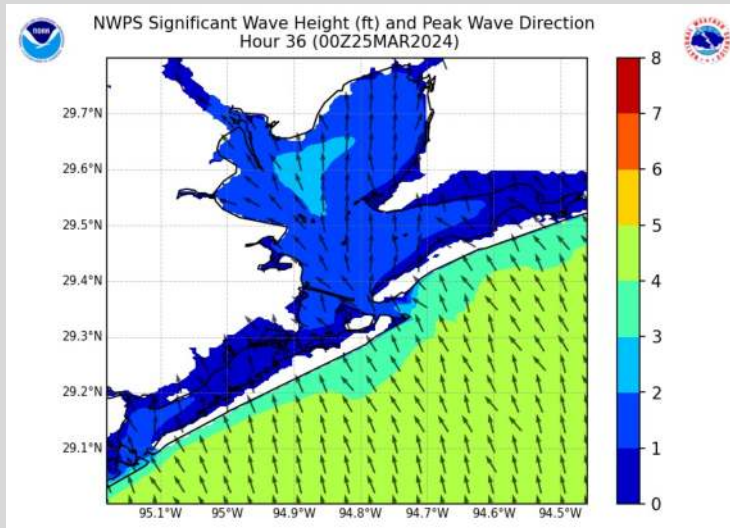 NWPS Significant Wave Height (ft) and Peak Wave Direction
Hour 36 (00Z25MAR2024)
NOAA
29.7°N
29.6°N
29.5°N
29.4°N
29.3°N
29.2°N
29.1°N
95.1°W 95°W 94.9°W 94.8°W 94.7°W 94.6°W 94.5°W
8
7
6
5
4
3
2
1
0